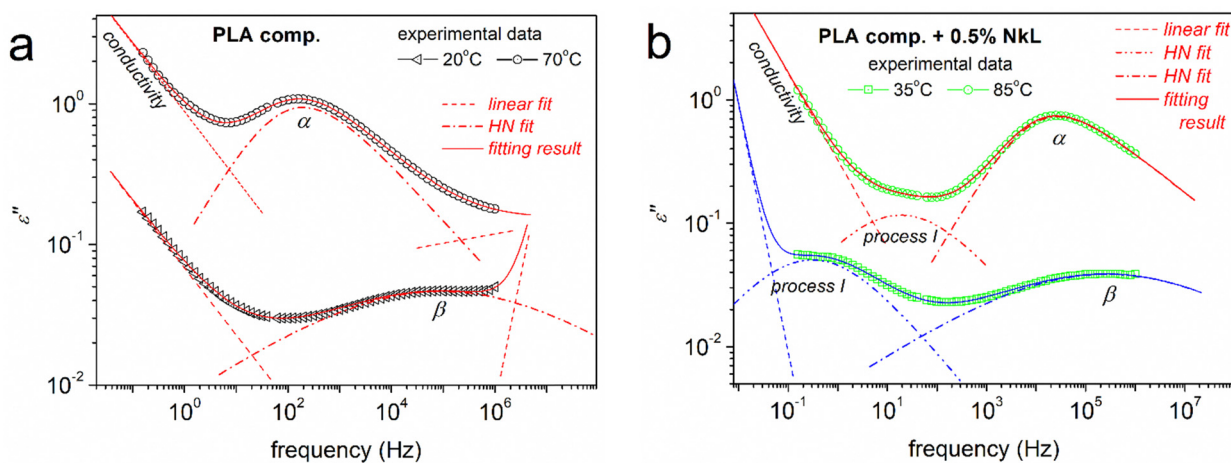 a
PLA comp.
experimental data
20°C 70°C
linear fit
HN fit
fitting result
conductivity
α
β
ε''
10⁰
10⁻¹
10⁻²
10⁰ 10² 10⁴ 10⁶
frequency (Hz)
b
PLA comp. + 0.5% NkL
experimental data
35°C 85°C
linear fit
HN fit
HN fit
fitting
result
conductivity
α
process I
process I
β
ε''
10⁰
10⁻¹
10⁻²
10⁻¹ 10¹ 10³ 10⁵ 10⁷
frequency (Hz)